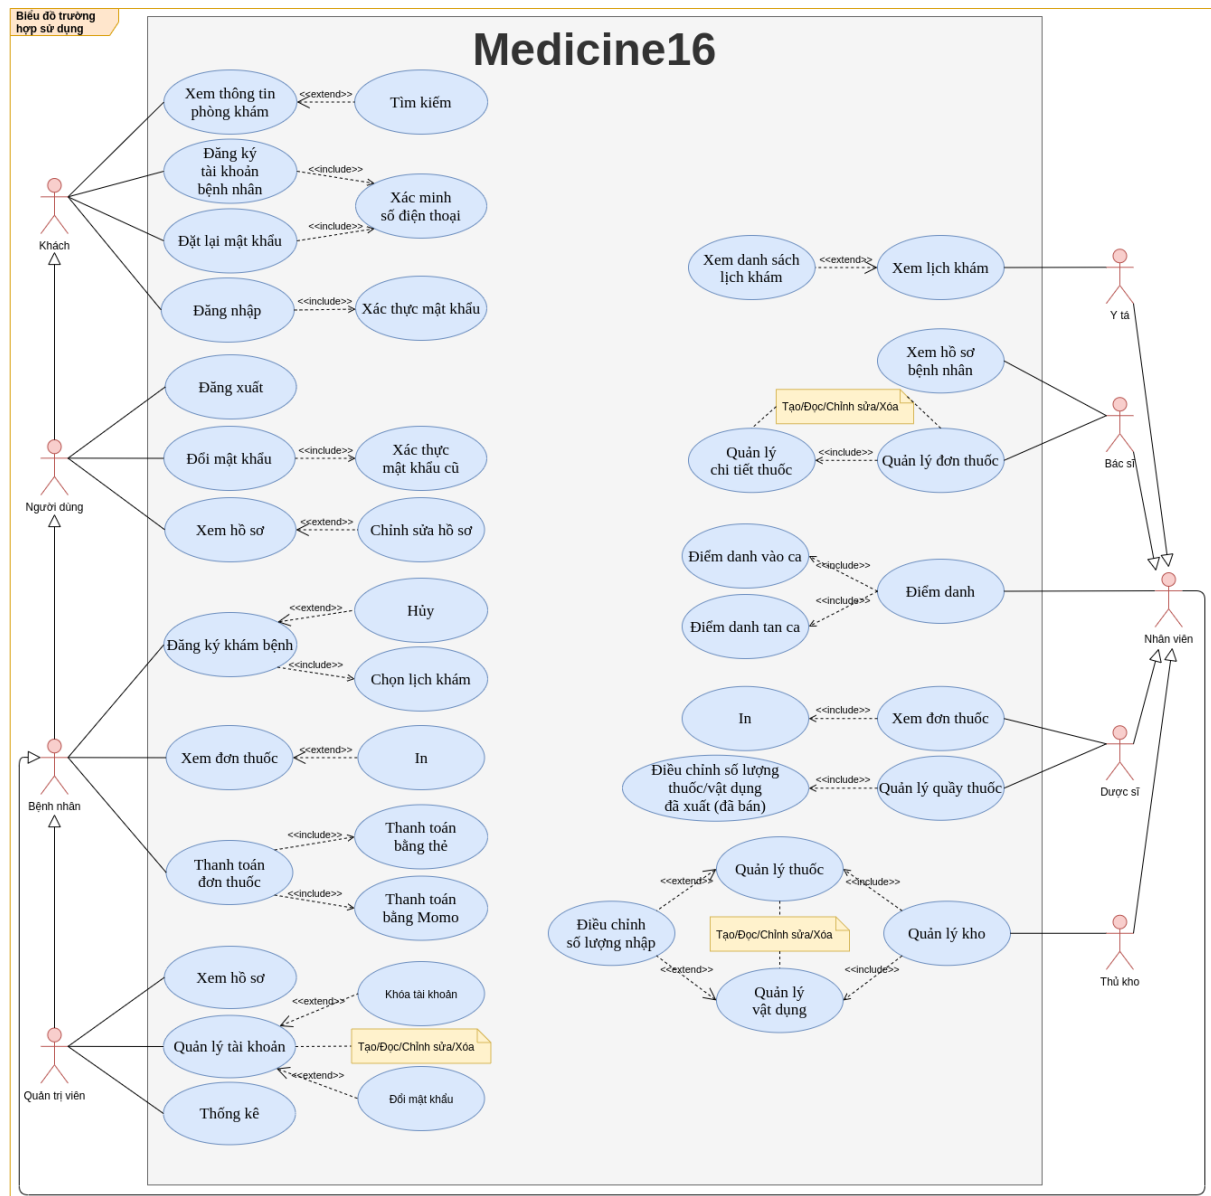 Biểu đồ trường
hợp sử dụng
Medicine16
Xem thông tin
phòng khám
<<extend>>
Tìm kiếm
Đăng ký
tài khoản
bệnh nhân
<<include>>
Xác minh
số điện thoại
Đặt lại mật khẩu
<<include>>
Khách
Đăng nhập
<<include>>
Xác thực mật khẩu
Đăng xuất
Đổi mật khẩu
<<include>>
Xác thực
mật khẩu cũ
Người dùng
Xem hồ sơ
<<extend>>
Chỉnh sửa hồ sơ
Đăng ký khám bệnh
<<extend>>
Hủy
<<include>>
Chọn lịch khám
Xem đơn thuốc
<<extend>>
In
Bệnh nhân
Thanh toán
đơn thuốc
<<include>>
Thanh toán
bằng thẻ
<<include>>
Thanh toán
bằng Momo
Xem hồ sơ
Quản lý tài khoản
<<extend>>
Khóa tài khoản
Tạo/Đọc/Chỉnh sửa/Xóa
<<extend>>
Đổi mật khẩu
Quản trị viên
Thống kê
Xem danh sách
lịch khám
<<extend>>
Xem lịch khám
Y tá
Xem hồ sơ
bệnh nhân
Tạo/Đọc/Chỉnh sửa/Xóa
Quản lý
chi tiết thuốc
<<include>>
Quản lý đơn thuốc
Bác sĩ
Điểm danh vào ca
<<include>>
Điểm danh
<<include>>
Điểm danh tan ca
Nhân viên
In
<<include>>
Xem đơn thuốc
Điều chỉnh số lượng
thuốc/vật dụng
đã xuất (đã bán)
<<include>>
Quản lý quầy thuốc
Dược sĩ
Quản lý thuốc
<<extend>>
<<include>>
Điều chỉnh
số lượng nhập
Tạo/Đọc/Chỉnh sửa/Xóa
Quản lý kho
<<extend>>
<<include>>
Quản lý
vật dụng
Thủ kho